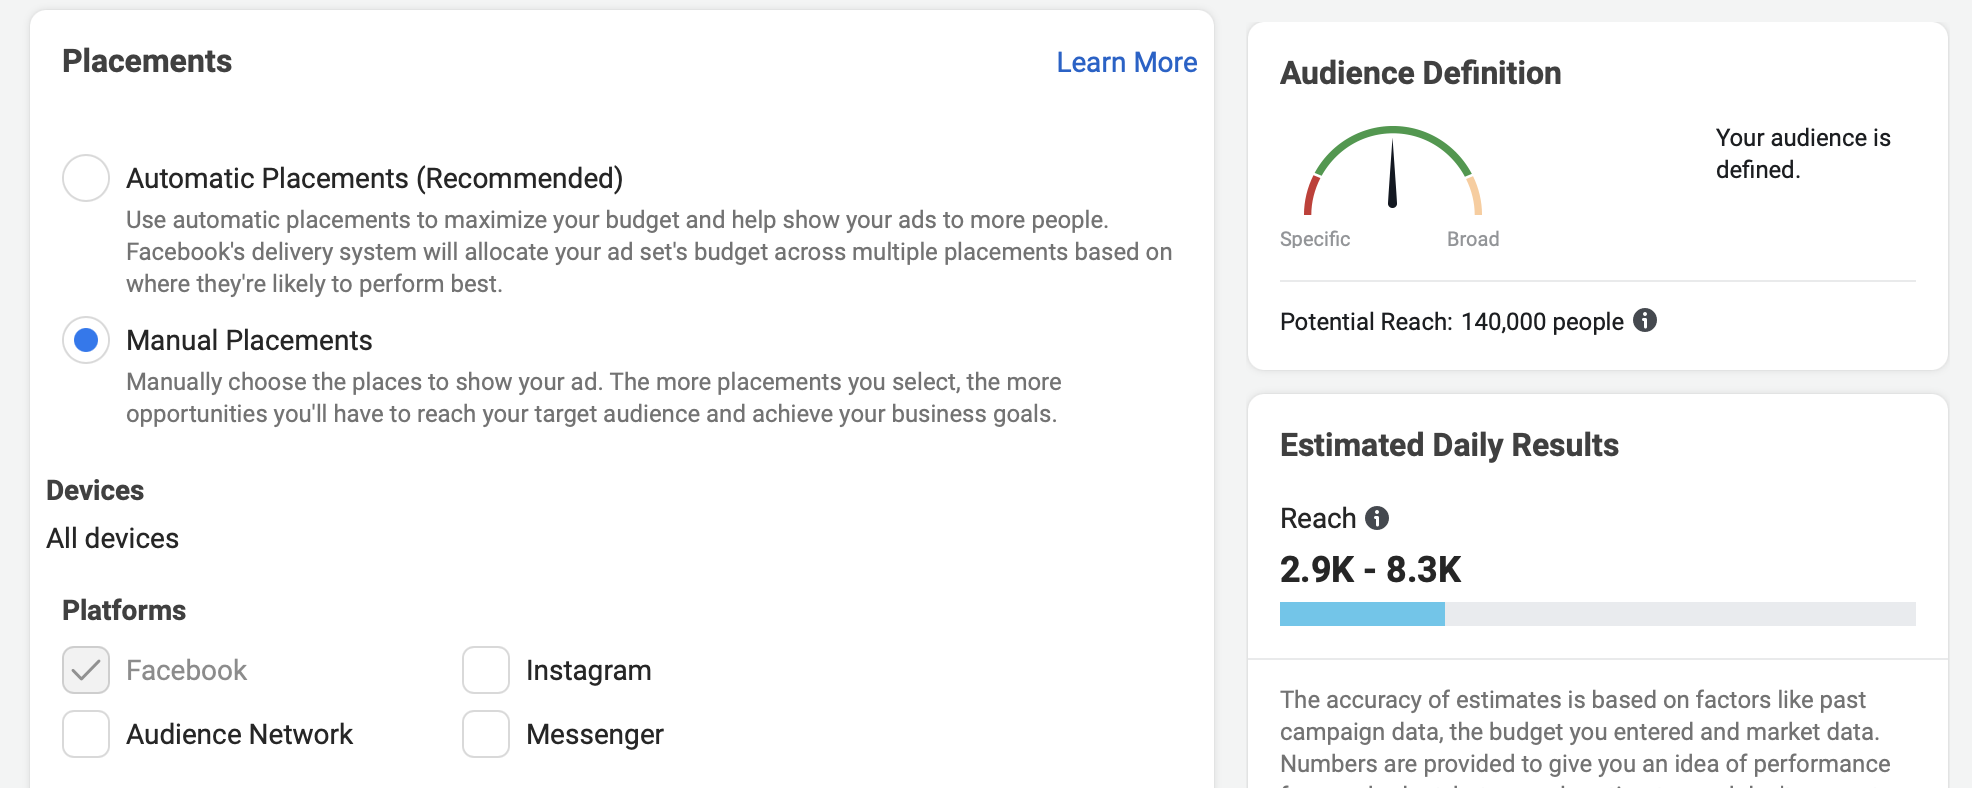 Placements
Learn More
Automatic Placements (Recommended)
Use automatic placements to maximize your budget and help show your ads to more people.
Facebook's delivery system will allocate your ad set's budget across multiple placements based on
where they're likely to perform best.
Manual Placements
Manually choose the places to show your ad. The more placements you select, the more
opportunities you'll have to reach your target audience and achieve your business goals.
Devices
All devices
Platforms
Facebook
Instagram
Audience Network
Messenger
Audience Definition
Your audience is
defined.
Specific
Broad
Potential Reach: 140,000 people
Estimated Daily Results
Reach
2.9K - 8.3K
The accuracy of estimates is based on factors like past
campaign data, the budget you entered and market data.
Numbers are provided to give you an idea of performance